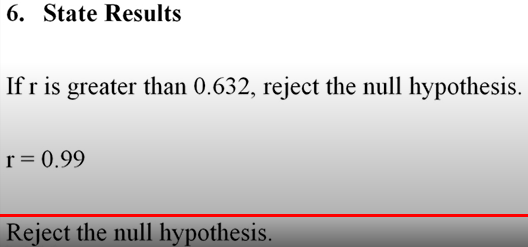 6. State Results
If r is greater than 0.632, reject the null hypothesis.
r = 0.99
Reject the null hypothesis.